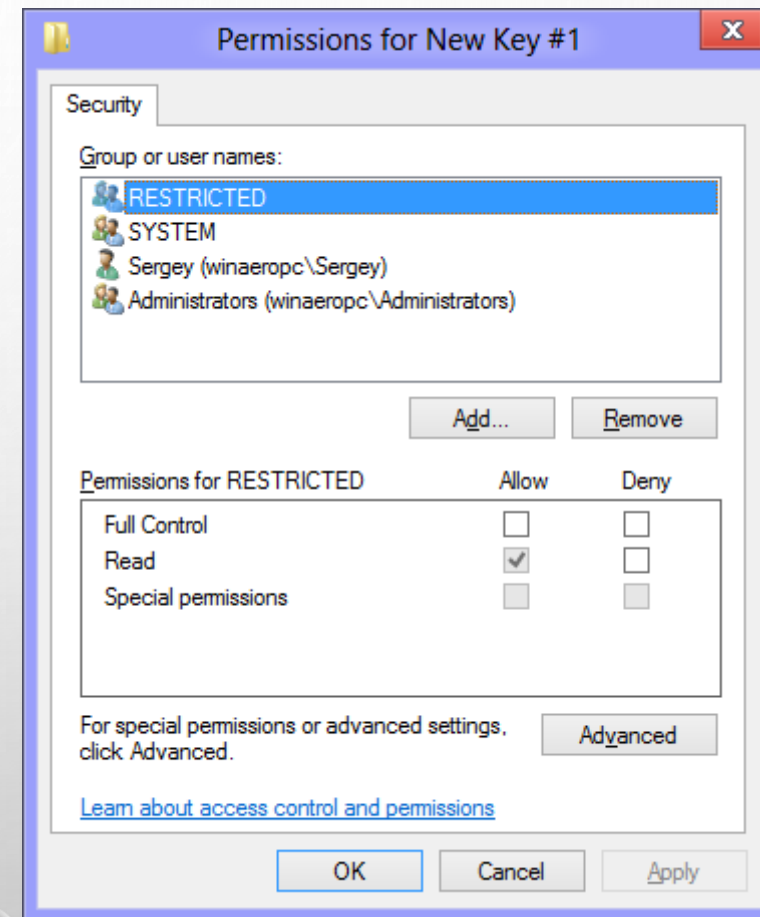 Permissions for New Key #1
x
Security
Group or user names:
RESTRICTED
SYSTEM
Sergey (winaeropc\Sergey)
Administrators (winaeropc\Administrators)
Add... Remove
Permissions for RESTRICTED Allow Deny
Full Control
Read
Special permissions
For special permissions or advanced settings,
click Advanced.
Advanced
Learn about access control and permissions
OK Cancel Apply